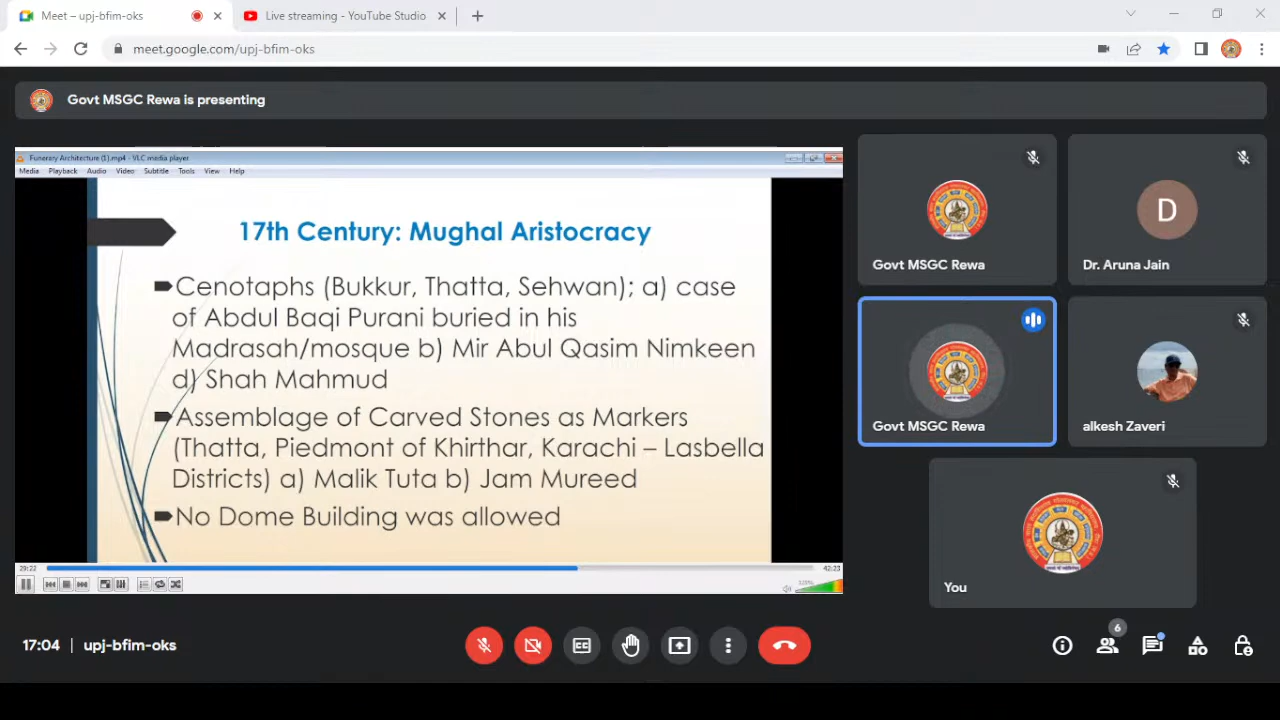 Meet – upj-bfim-oks
Live streaming - YouTube Studio
meet.google.com/upj-bfim-oks
Govt MSGC Rewa is presenting
Funerary Architecture (1).mp4 - VLC media player
Media Playback Audio Video Subtitle Tools View Help
17th Century: Mughal Aristocracy
Cenotaphs (Bukkur, Thatta, Sehwan); a) case
of Abdul Baqi Purani buried in his
Madrasah/mosque b) Mir Abul Qasim Nimkeen
d) Shah Mahmud
Assemblage of Carved Stones as Markers
(Thatta, Piedmont of Khirthar, Karachi – Lasbella
Districts) a) Malik Tuta b) Jam Mureed
No Dome Building was allowed
29:22
42:23
Govt MSGC Rewa
D
Dr. Aruna Jain
Govt MSGC Rewa
alkesh Zaveri
You
17:04 | upj-bfim-oks
CC
6